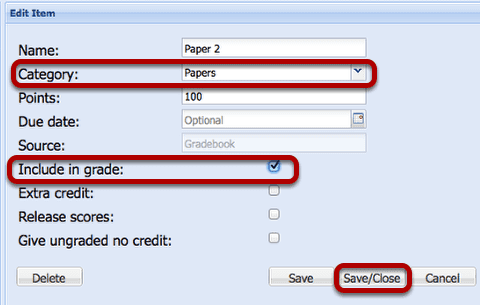 Edit Item
Name: Paper 2
Category: Papers
Points: 100
Due date: Optional
Source: Gradebook
Include in grade:
Extra credit:
Release scores:
Give ungraded no credit:
Delete Save Save/Close Cancel